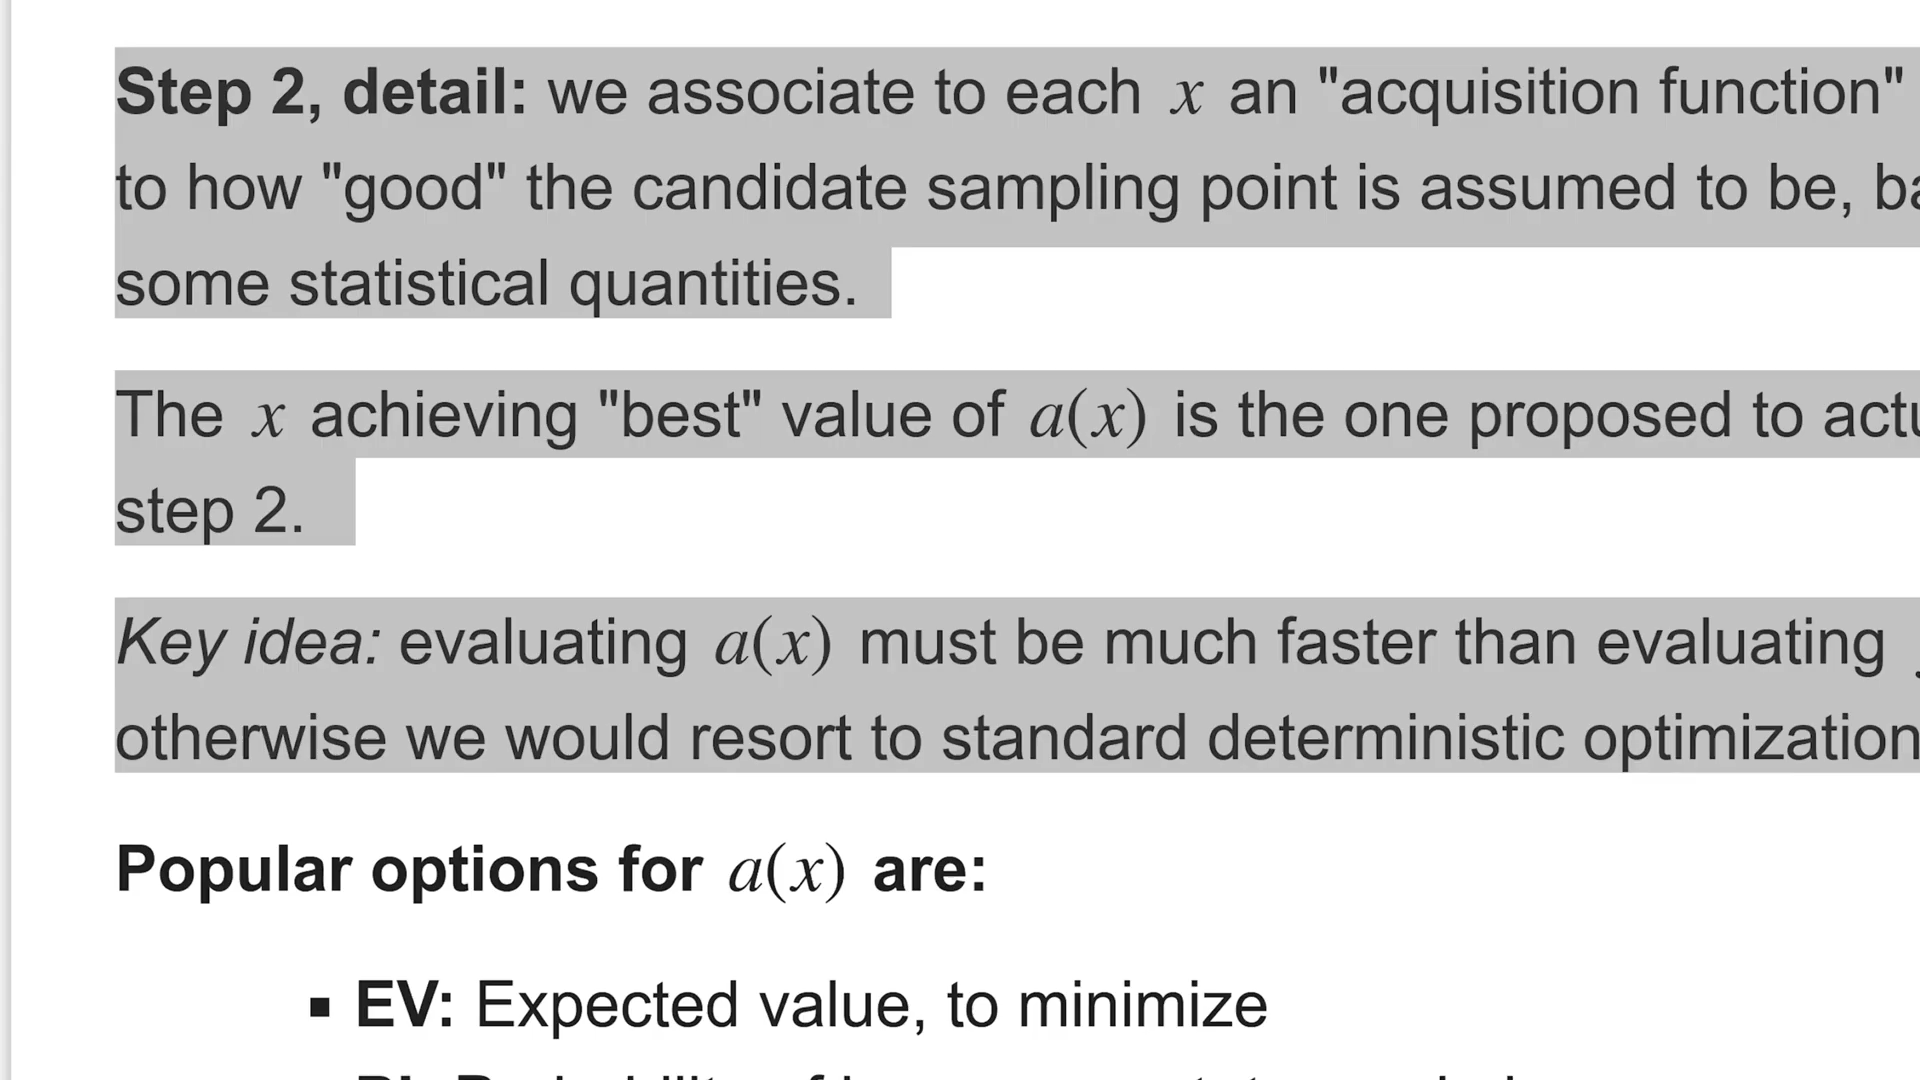 Step 2, detail: we associate to each x an "acquisition function"
to how "good" the candidate sampling point is assumed to be,
some statistical quantities.
The x achieving "best" value of a(x) is the one proposed to
step 2.
Key idea: evaluating a(x) must be much faster than evaluating
otherwise we would resort to standard deterministic optimization
Popular options for a(x) are:
▪ EV: Expected value, to minimize